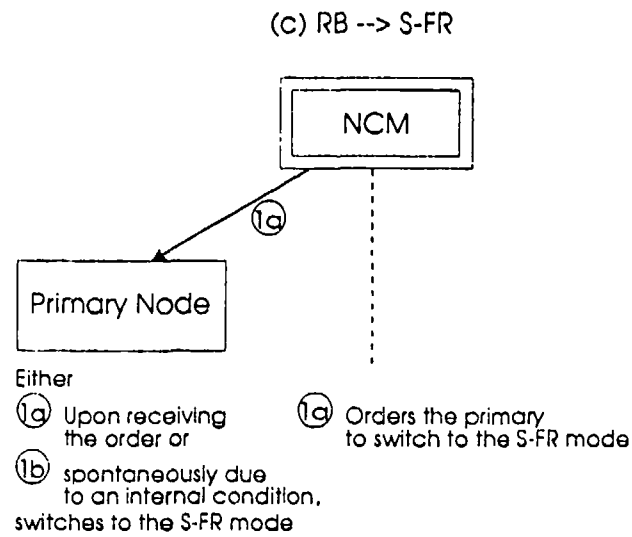 (c) RB --> S-FR
NCM
1a
Primary Node
Either
1a Upon receiving
the order or
1b spontaneously due
to an internal condition,
switches to the S-FR mode
1a Orders the primary
to switch to the S-FR mode